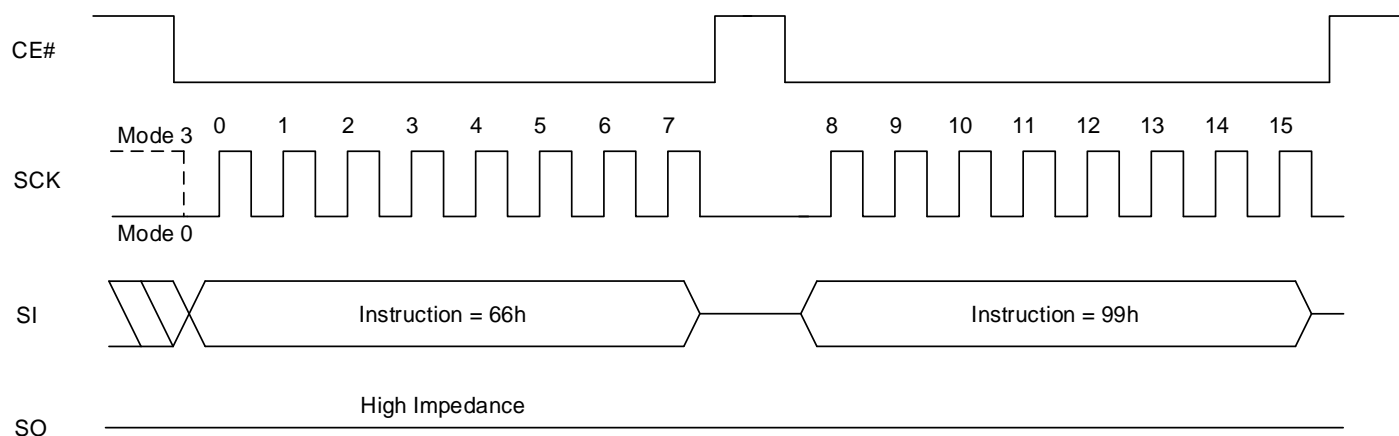 CE#
Mode 3
0 1 2 3 4 5 6 7 8 9 10 11 12 13 14 15
SCK
Mode 0
SI
Instruction = 66h
Instruction = 99h
High Impedance
SO